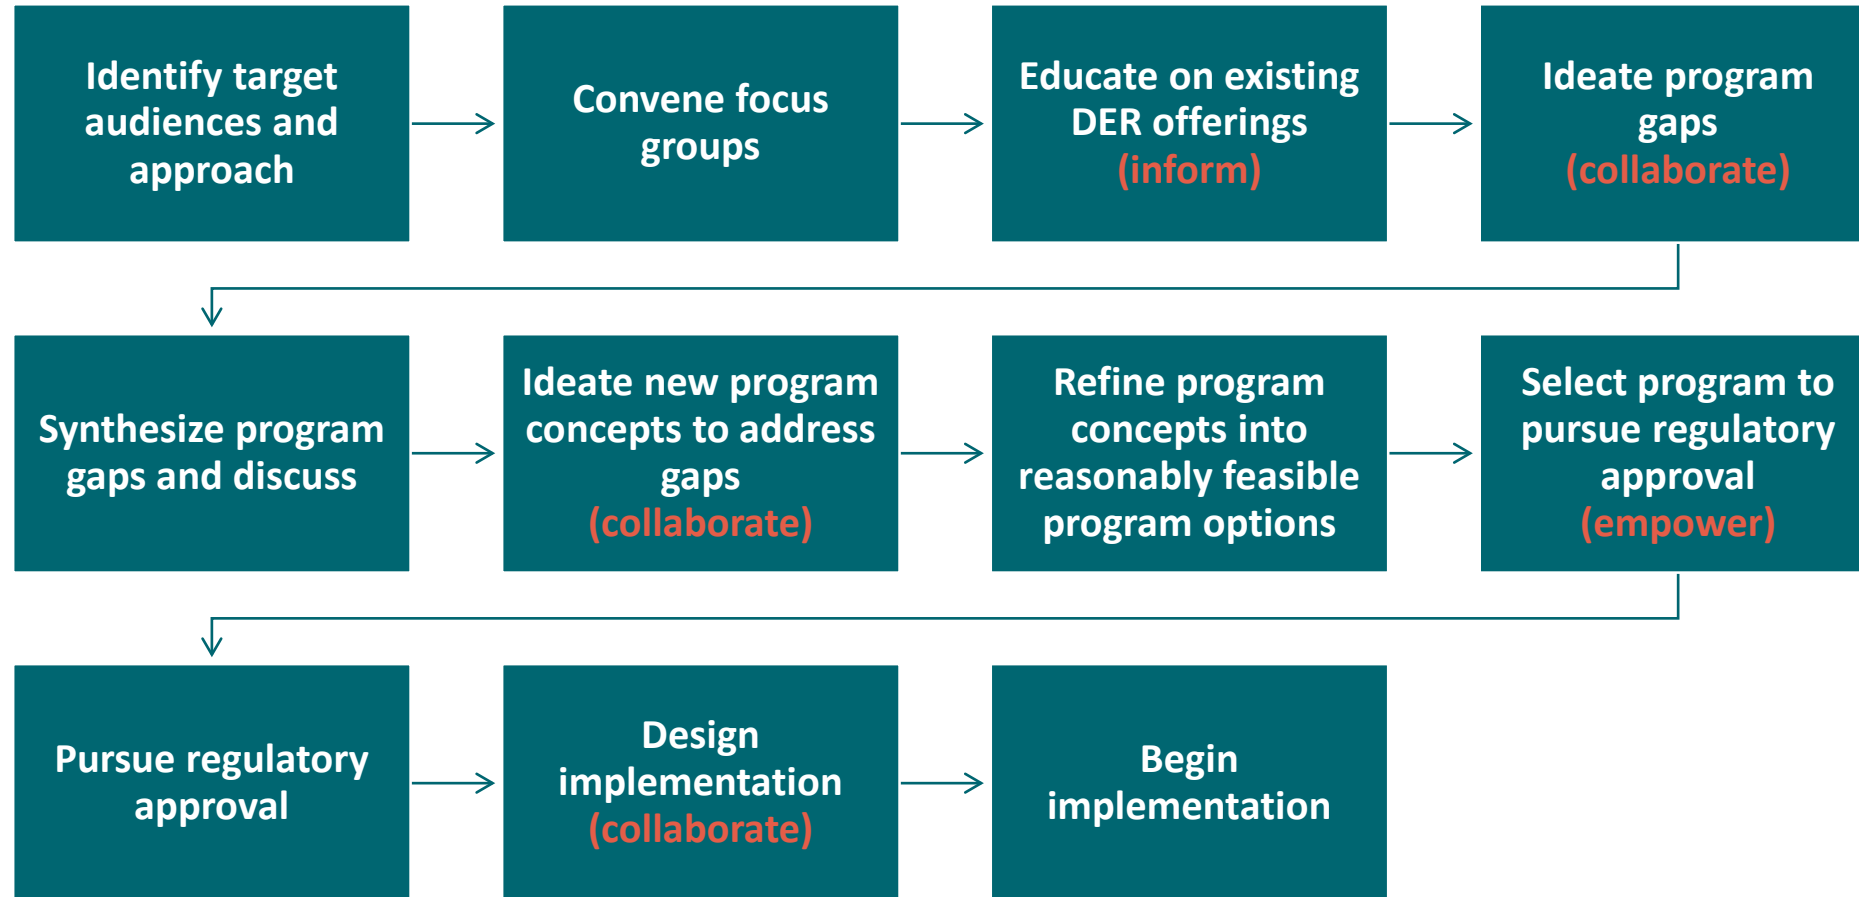 Identify target
audiences and
approach
Convene focus
groups
Educate on existing
DER offerings
(inform)
Ideate program
gaps
(collaborate)
Synthesize program
gaps and discuss
Ideate new program
concepts to address
gaps
(collaborate)
Refine program
concepts into
reasonably feasible
program options
Select program to
pursue regulatory
approval
(empower)
Pursue regulatory
approval
Design
implementation
(collaborate)
Begin
implementation